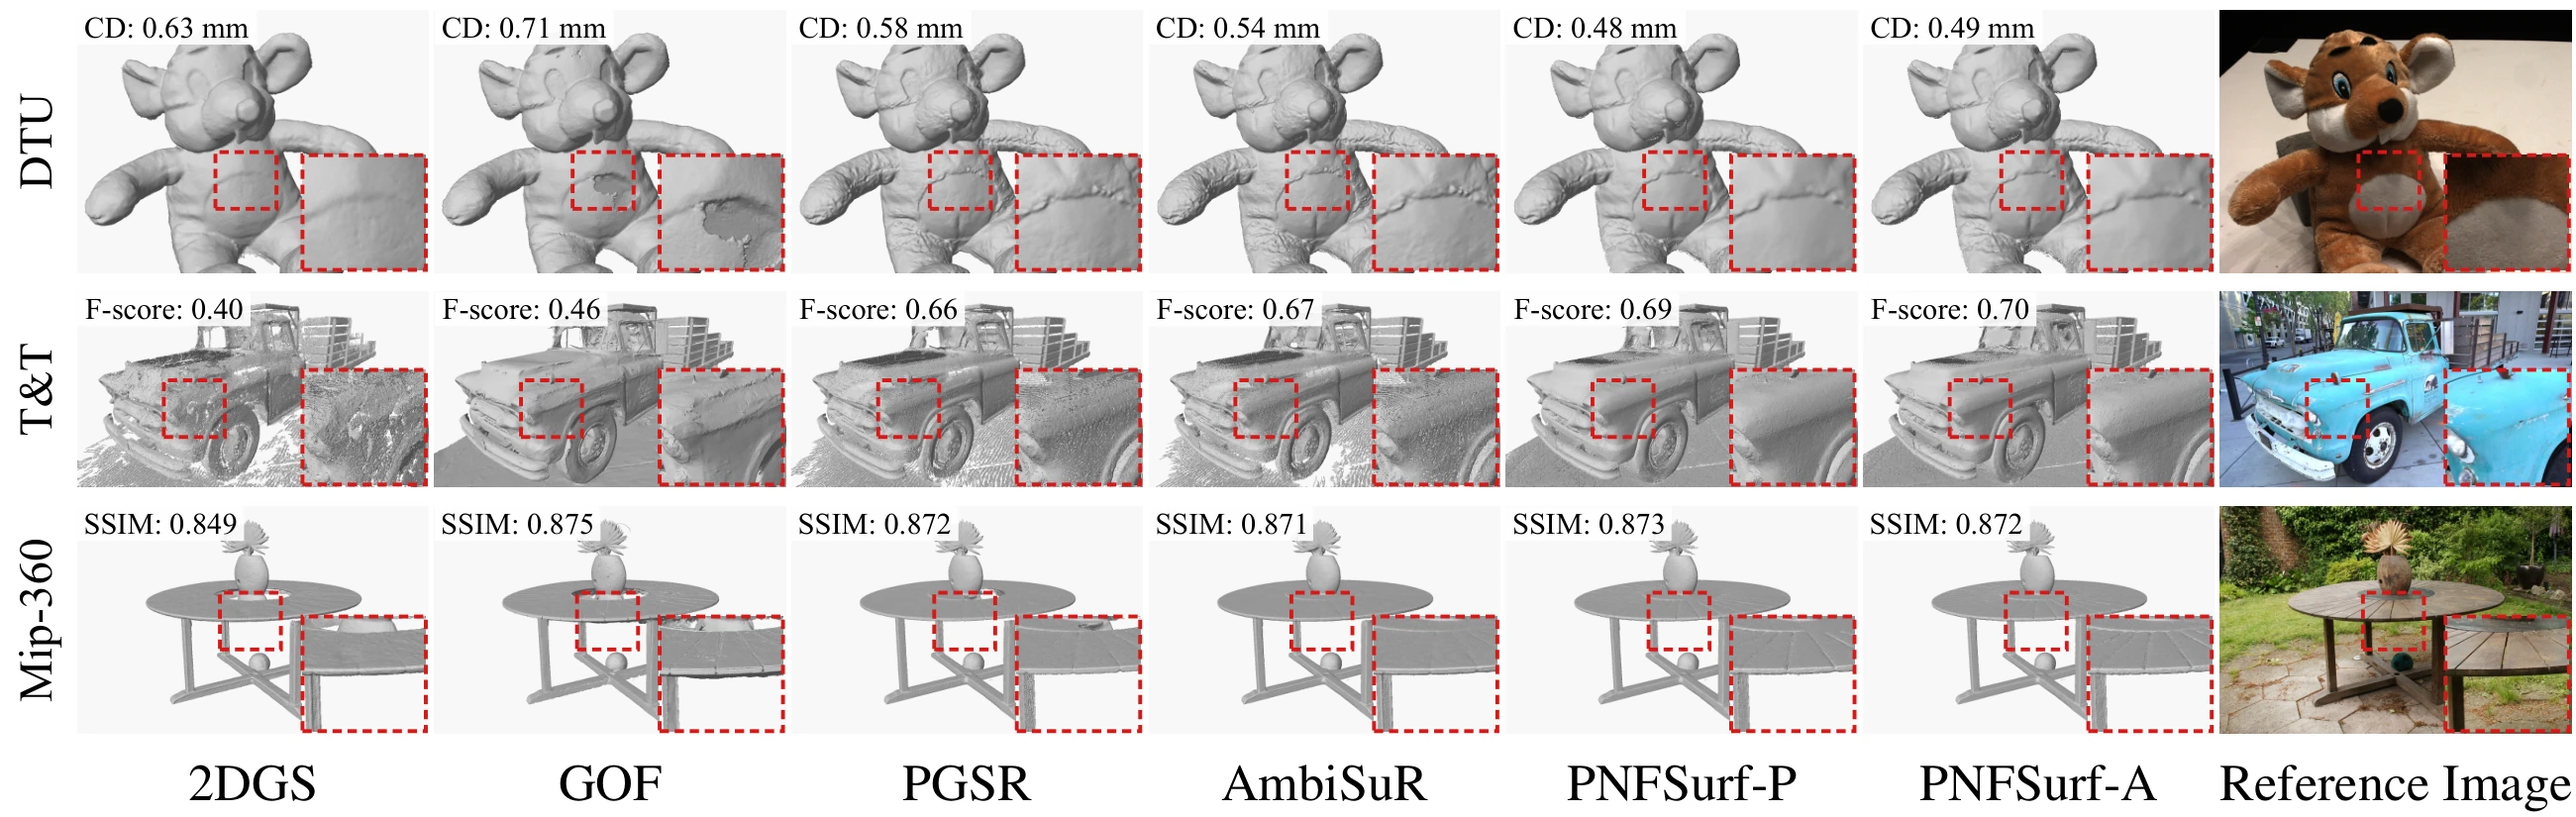 DTU
CD: 0.63 mm
CD: 0.71 mm
CD: 0.58 mm
CD: 0.54 mm
CD: 0.48 mm
CD: 0.49 mm
T&T
F-score: 0.40
F-score: 0.46
F-score: 0.66
F-score: 0.67
F-score: 0.69
F-score: 0.70
Mip-360
SSIM: 0.849
SSIM: 0.875
SSIM: 0.872
SSIM: 0.871
SSIM: 0.873
SSIM: 0.872
2DGS
GOF
PGSR
AmbiSuR
PNFSurf-P
PNFSurf-A
Reference Image